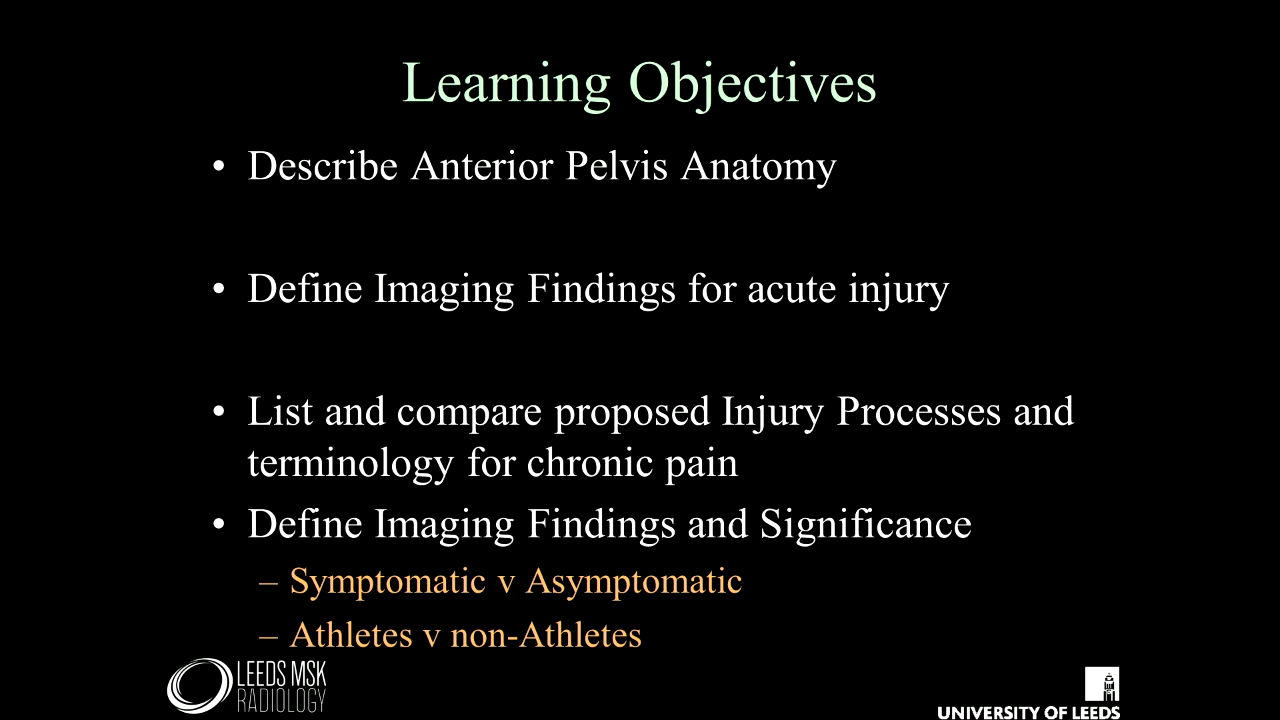 Learning Objectives
• Describe Anterior Pelvis Anatomy
• Define Imaging Findings for acute injury
• List and compare proposed Injury Processes and
terminology for chronic pain
• Define Imaging Findings and Significance
– Symptomatic v Asymptomatic
– Athletes v non-Athletes
LEEDS MSK
RADIOLOGY
UNIVERSITY OF LEEDS